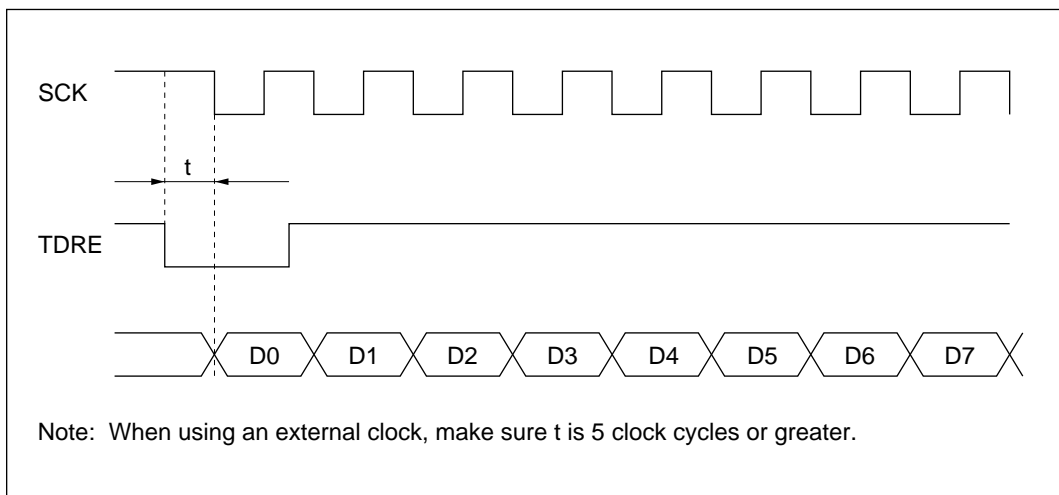 SCK
t
TDRE
D0 D1 D2 D3 D4 D5 D6 D7
Note: When using an external clock, make sure t is 5 clock cycles or greater.